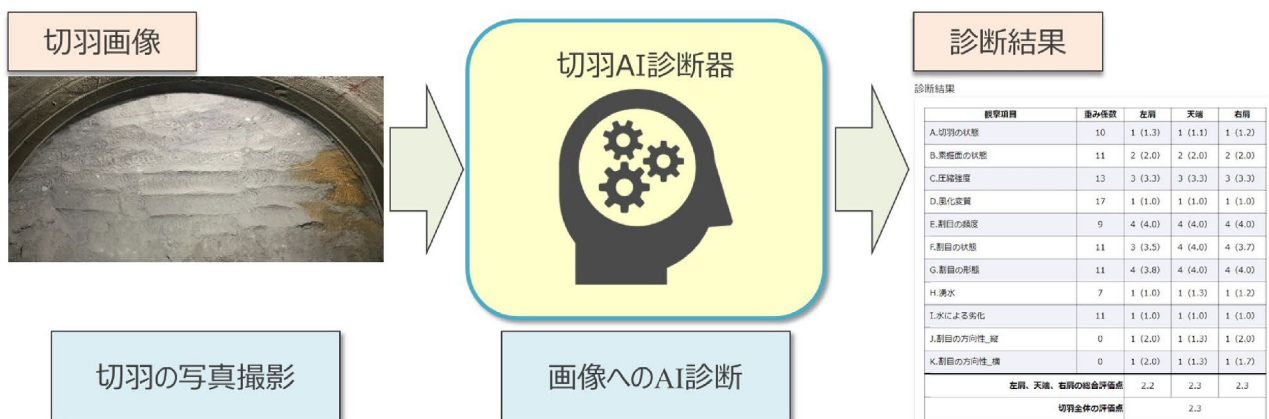 切羽画像
切羽AI診断器
診断結果
診断結果
観察項目 重み係数 左肩 天端 右肩
A.切羽の状態 10 1 (1.3) 1 (1.1) 1 (1.2)
B.素掘面の状態 11 2 (2.0) 2 (2.0) 2 (2.0)
C.圧縮強度 13 3 (3.3) 3 (3.3) 3 (3.3)
D.風化変質 17 1 (1.0) 1 (1.0) 1 (1.0)
E.割目の頻度 9 4 (4.0) 4 (4.0) 4 (4.0)
F.割目の状態 11 3 (3.5) 4 (4.0) 4 (3.7)
G.割目の形態 11 4 (3.8) 4 (4.0) 4 (4.0)
H.湧水 7 1 (1.0) 1 (1.3) 1 (1.2)
I.水による劣化 11 1 (1.0) 1 (1.0) 1 (1.0)
J.割目の方向性_縦 0 1 (2.0) 1 (1.3) 1 (2.0)
K.割目の方向性_横 0 1 (2.0) 1 (1.3) 1 (1.7)
左肩、天端、右肩の総合評価点 2.2 2.3 2.3
切羽全体の評価点 2.3
切羽の写真撮影
画像へのAI診断